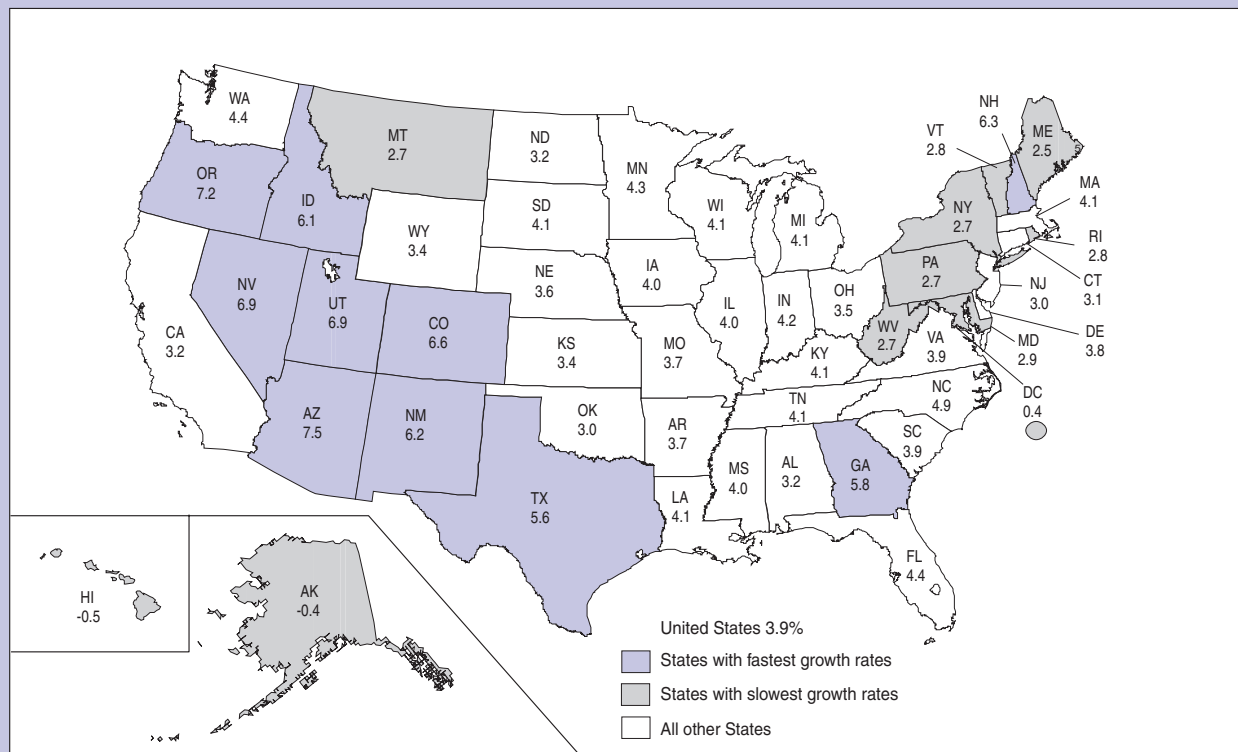 WA
4.4
OR
7.2
ID
6.1
MT
2.7
WY
3.4
NV
6.9
UT
6.9
CO
6.6
CA
3.2
AZ
7.5
NM
6.2
ND
3.2
SD
4.1
NE
3.6
KS
3.4
OK
3.0
TX
5.6
MN
4.3
IA
4.0
MO
3.7
AR
3.7
LA
4.1
WI
4.1
IL
4.0
MI
4.1
IN
4.2
OH
3.5
KY
4.1
TN
4.1
MS
4.0
AL
3.2
GA
5.8
FL
4.4
SC
3.9
NC
4.9
VA
3.9
WV
2.7
PA
2.7
NY
2.7
VT
2.8
NH
6.3
ME
2.5
MA
4.1
RI
2.8
CT
3.1
NJ
3.0
DE
3.8
MD
2.9
DC
0.4
HI
-0.5
AK
-0.4
United States 3.9%
States with fastest growth rates
States with slowest growth rates
All other States